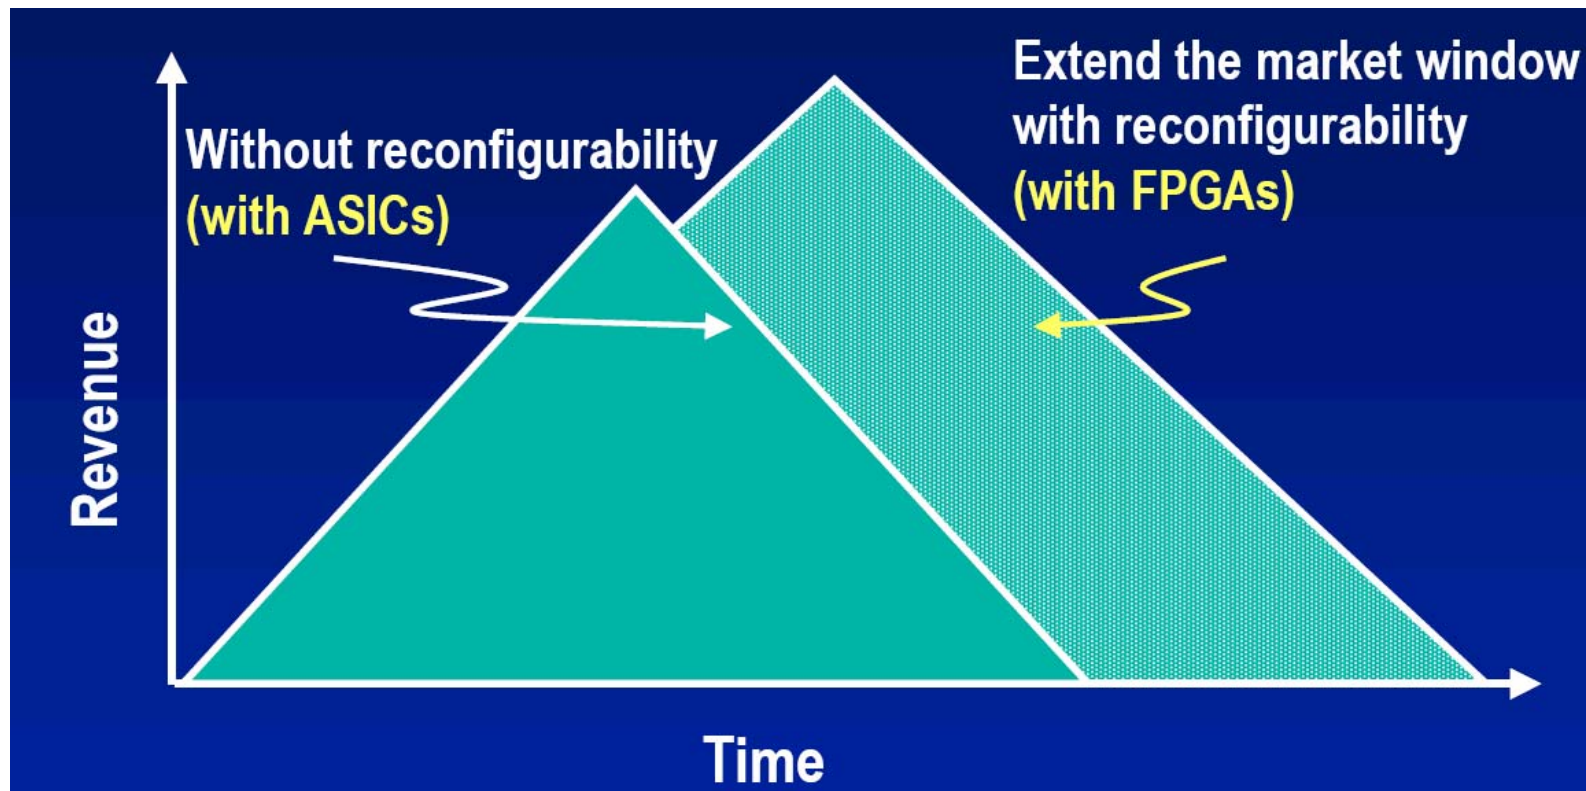 Extend the market window
with reconfigurability
(with FPGAs)
Without reconfigurability
(with ASICs)
Revenue
Time